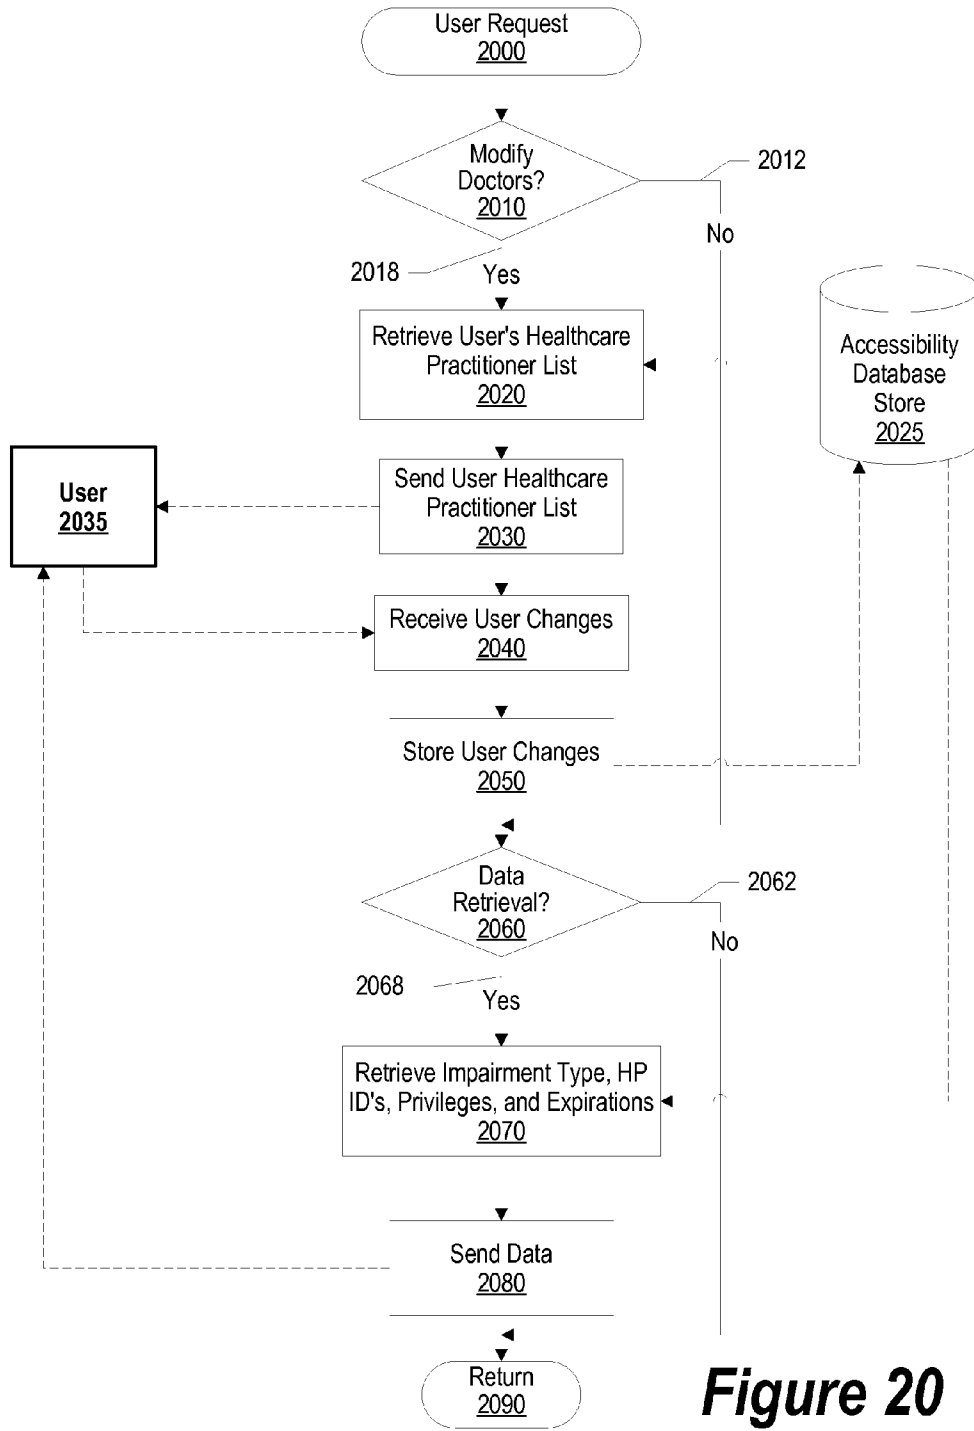 User Request
2000
Modify
Doctors?
2010
2012
No
2018
Yes
Retrieve User's Healthcare
Practitioner List
2020
Accessibility
Database
Store
2025
User
2035
Send User Healthcare
Practitioner List
2030
Receive User Changes
2040
Store User Changes
2050
Data
Retrieval?
2060
2062
No
2068
Yes
Retrieve Impairment Type, HP
ID's, Privileges, and Expirations
2070
Send Data
2080
Return
2090
Figure 20